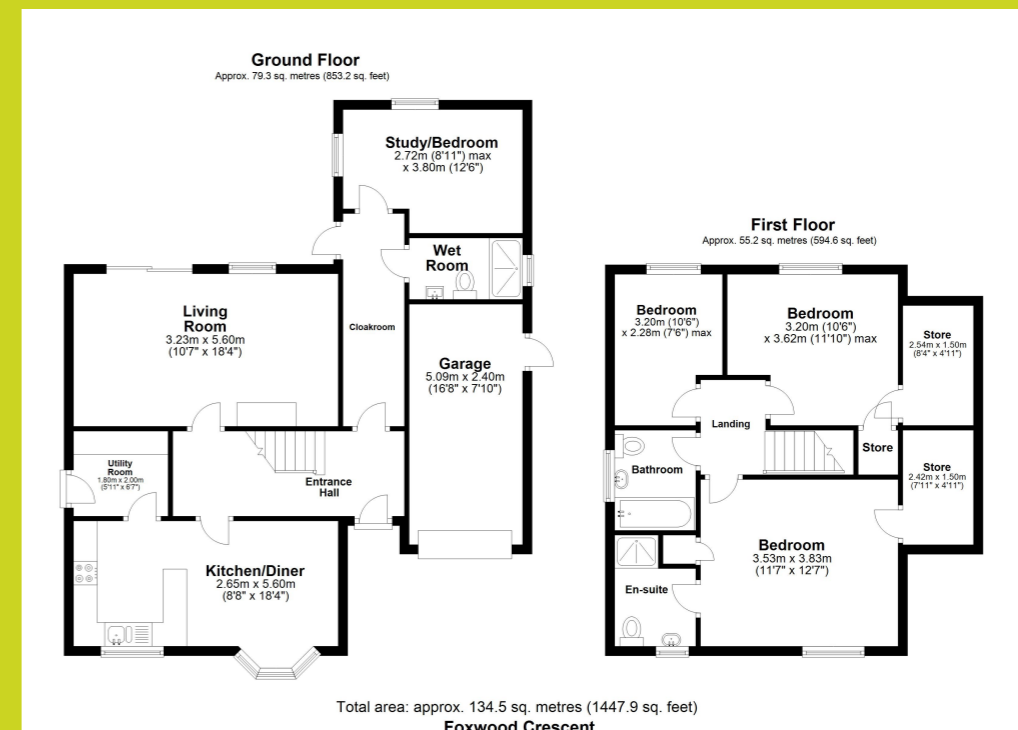 Ground Floor
Approx. 79.3 sq. metres (853.2 sq. feet)
Study/Bedroom
2.72m (8'11") max
x 3.80m (12'6")
Wet
Room
Living
Room
3.23m x 5.60m
(10'7" x 18'4")
Cloakroom
Garage
5.09m x 2.40m
(16'8" x 7'10")
Utility
Room
1.80m x 2.00m
(5'11" x 6'7")
Entrance
Hall
Kitchen/Diner
2.65m x 5.60m
(8'8" x 18'4")
First Floor
Approx. 55.2 sq. metres (594.6 sq. feet)
Bedroom
3.20m (10'6")
x 2.28m (7'6") max
Bedroom
3.20m (10'6")
x 3.62m (11'10") max
Store
2.54m x 1.50m
(8'4" x 4'11")
Landing
Store
Bathroom
Store
2.42m x 1.50m
(7'11" x 4'11")
Bedroom
3.53m x 3.83m
(11'7" x 12'7")
En-suite
Total area: approx. 134.5 sq. metres (1447.9 sq. feet)
Foxwood Crescent